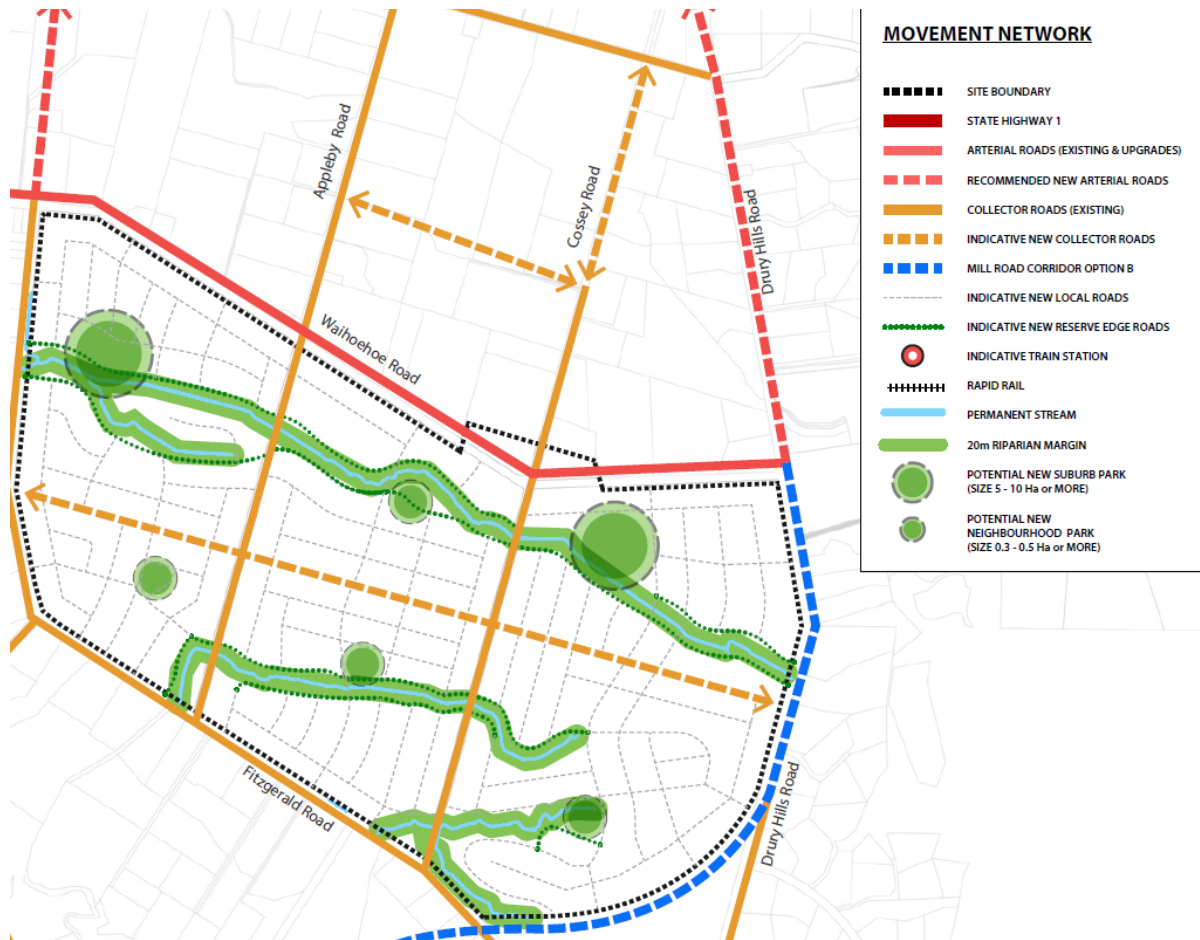 MOVEMENT NETWORK
SITE BOUNDARY
STATE HIGHWAY 1
ARTERIAL ROADS (EXISTING & UPGRADES)
RECOMMENDED NEW ARTERIAL ROADS
COLLECTOR ROADS (EXISTING)
INDICATIVE NEW COLLECTOR ROADS
MILL ROAD CORRIDOR OPTION B
INDICATIVE NEW LOCAL ROADS
INDICATIVE NEW RESERVE EDGE ROADS
INDICATIVE TRAIN STATION
RAPID RAIL
PERMANENT STREAM
20m RIPARIAN MARGIN
POTENTIAL NEW SUBURB PARK
(SIZE 5 - 10 Ha or MORE)
POTENTIAL NEW
NEIGHBOURHOOD PARK
(SIZE 0.3 - 0.5 Ha or MORE)
Appleby Road
Cossey Road
Drury Hills Road
Waihoehoe Road
Fitzgerald Road
Drury Hills Road